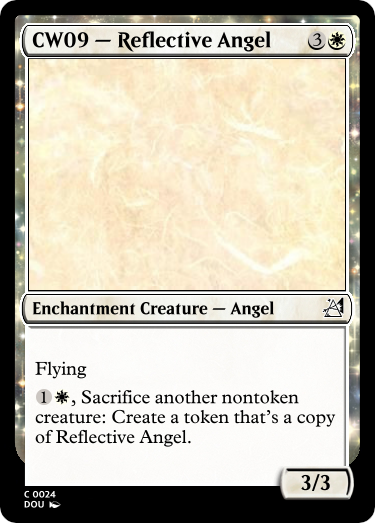 CW09 — Reflective Angel 3
Enchantment Creature — Angel
Flying
1, Sacrifice another nontoken
creature: Create a token that's a copy
of Reflective Angel.
3/3
C 0024
DOU